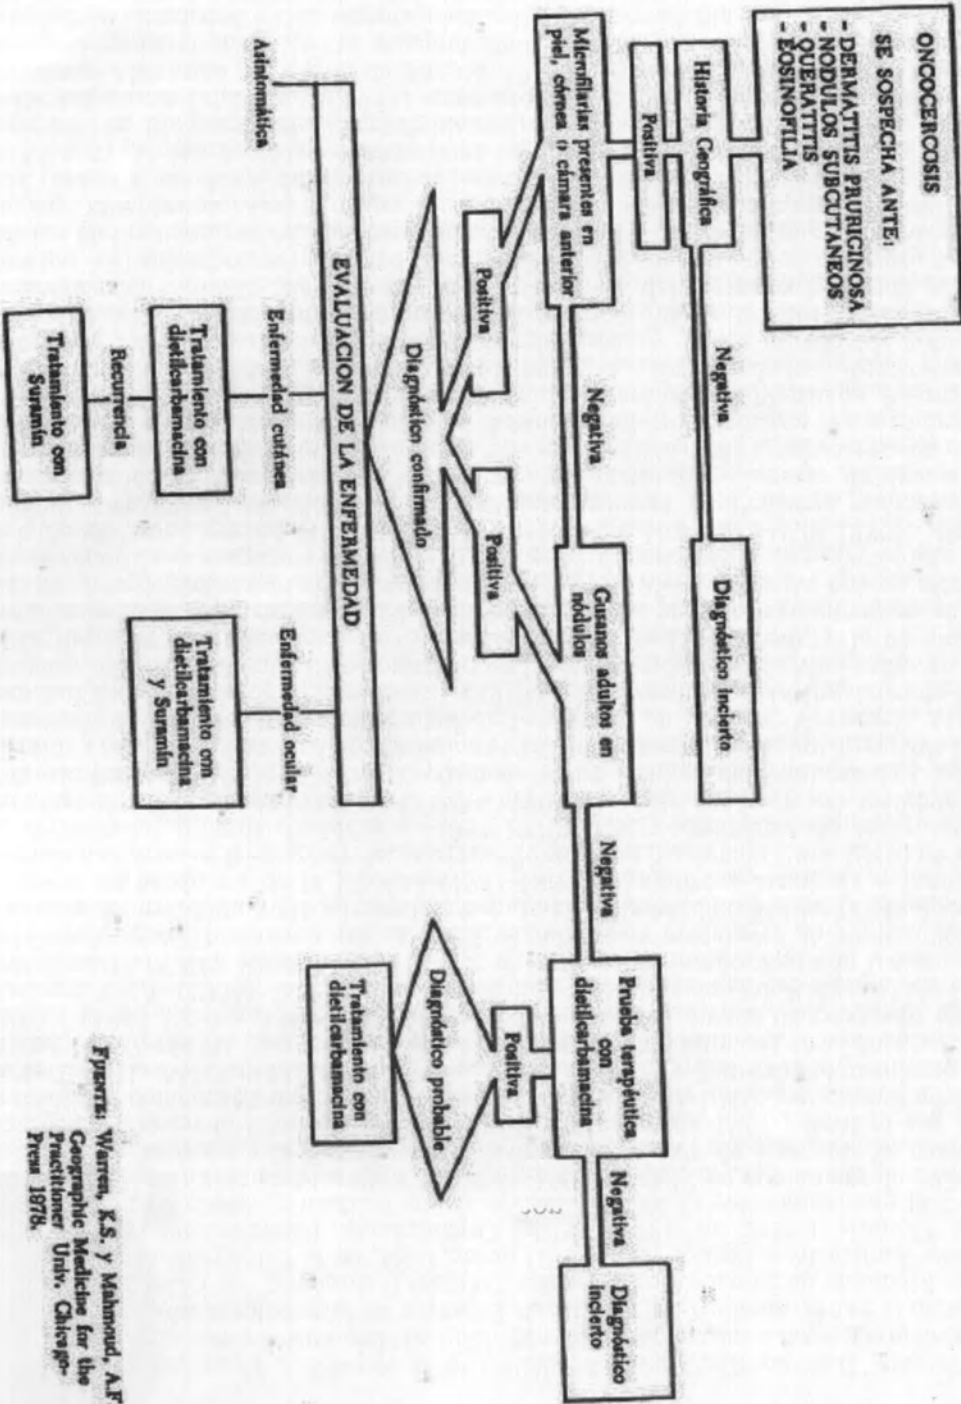 ONCOCERCOSIS
SE SOSPECHA ANTE:
- DERMATITIS PRURIGINOSA
- NODULOS SUBCUTANEOS
- QUERATITIS
- EOSINOFILIA
Historia Geográfica
Negativa
Diagnóstico incierto
Positiva
Microfilarias presentes en
piel, córnea o cámara anterior
Negativa
Gusanos adultos en
nódulos
Negativa
Prueba terapéutica
con
dietilcarbamacina
Negativa
Diagnóstico
incierto
Positiva
Positiva
Positiva
Diagnóstico confirmado
Diagnóstico probable
EVALUACION DE LA ENFERMEDAD
Tratamiento con
dietilcarbamacina
Asintomática
Enfermedad cutánea
Enfermedad ocular
Tratamiento con
dietilcarbamacina
Tratamiento con
dietilcarbamacina
y Suramín
Recurrencia
Tratamiento con
Suramín
FUENTE: Warren, K.S. y Mahmoud, A.F.
Geographic Medicine for the
Practitioner Univ. Chicago-
Press 1978.